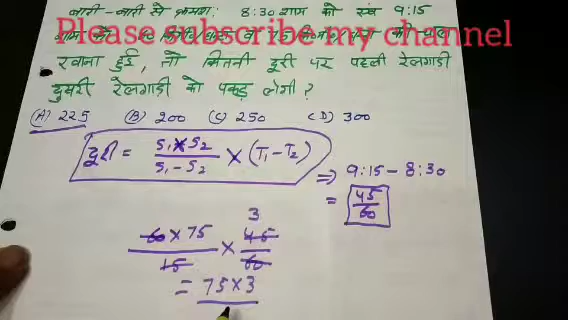 बारी-बारी से क्रमशः 8:30 शाम को एवं 9:15
Please subscribe my channel
रवाना हुई, तो कितनी दूरी पर पहली रेलगाड़ी
दुसरी रेलगाड़ी को पकड़ लेगी?
(A) 225 (B) 200 (C) 250 (D) 300
दूरी = S₁ × S₂ / S₁ - S₂ × (T₁ - T₂)
⇒ 9:15 - 8:30
= 45/60
60 × 75 / 15 × 45/60 3
= 75 × 3